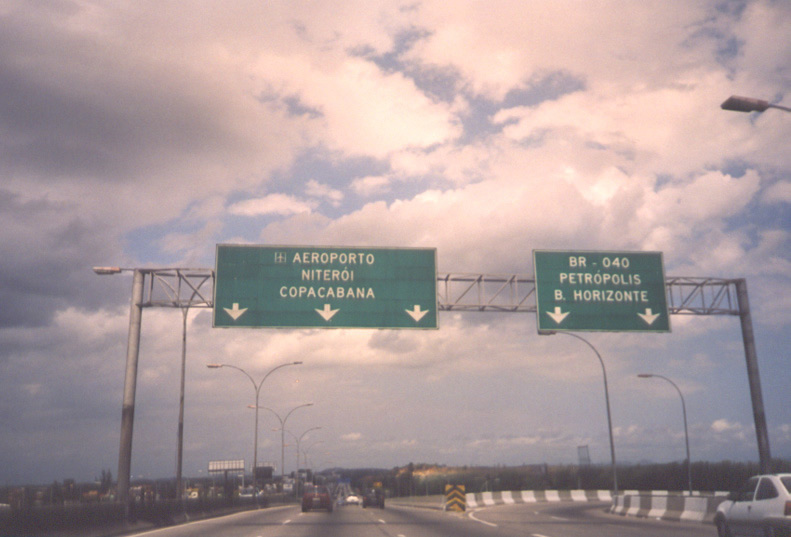 AEROPORTO
NITERÓI
COPACABANA
BR - 040
PETRÓPOLIS
B. HORIZONTE